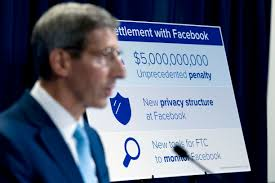 ettlement with Facebook
$5,000,000,000
Unprecedented penalty
New privacy structure
at Facebook
New tools for FTC
to monitor Facebook